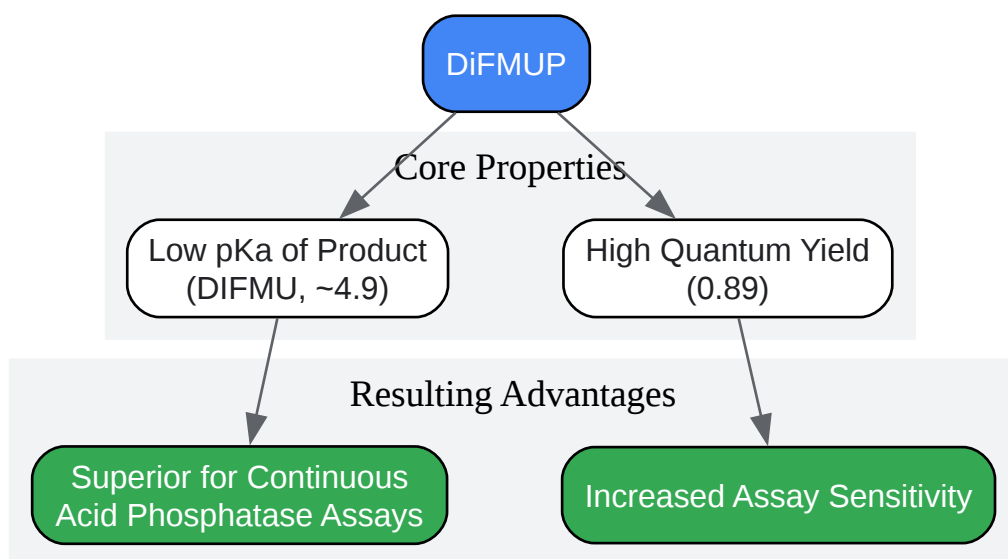 DiFMUP
Core Properties
Low pKa of Product
(DIFMU, ~4.9)
High Quantum Yield
(0.89)
Resulting Advantages
Superior for Continuous
Acid Phosphatase Assays
Increased Assay Sensitivity